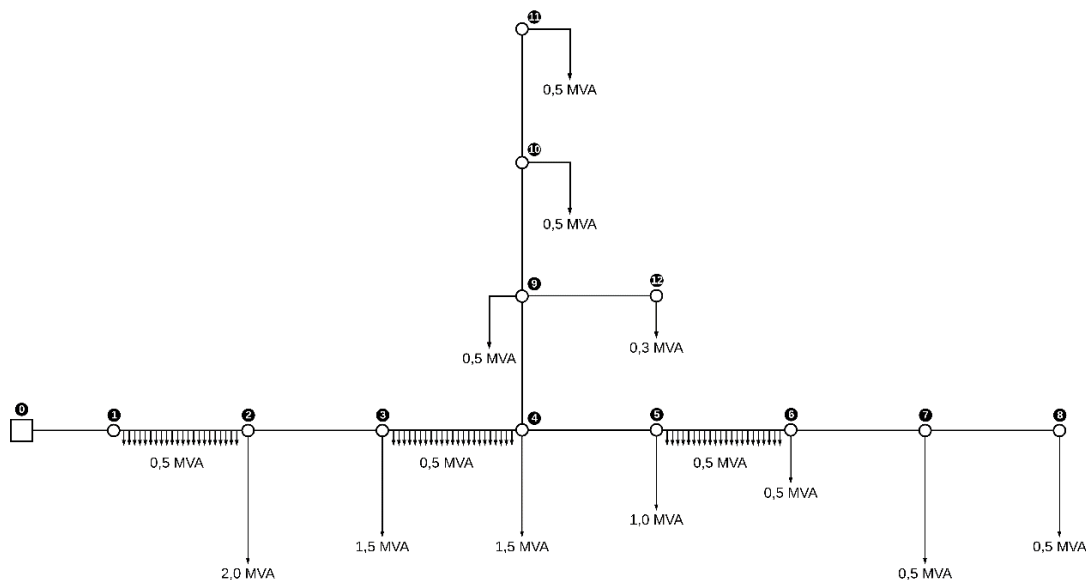 11
0,5 MVA
10
0,5 MVA
9
12
0,5 MVA
0,3 MVA
0
1
2
3
4
5
6
7
8
0,5 MVA
0,5 MVA
0,5 MVA
0,5 MVA
1,0 MVA
1,5 MVA
1,5 MVA
0,5 MVA
2,0 MVA
0,5 MVA